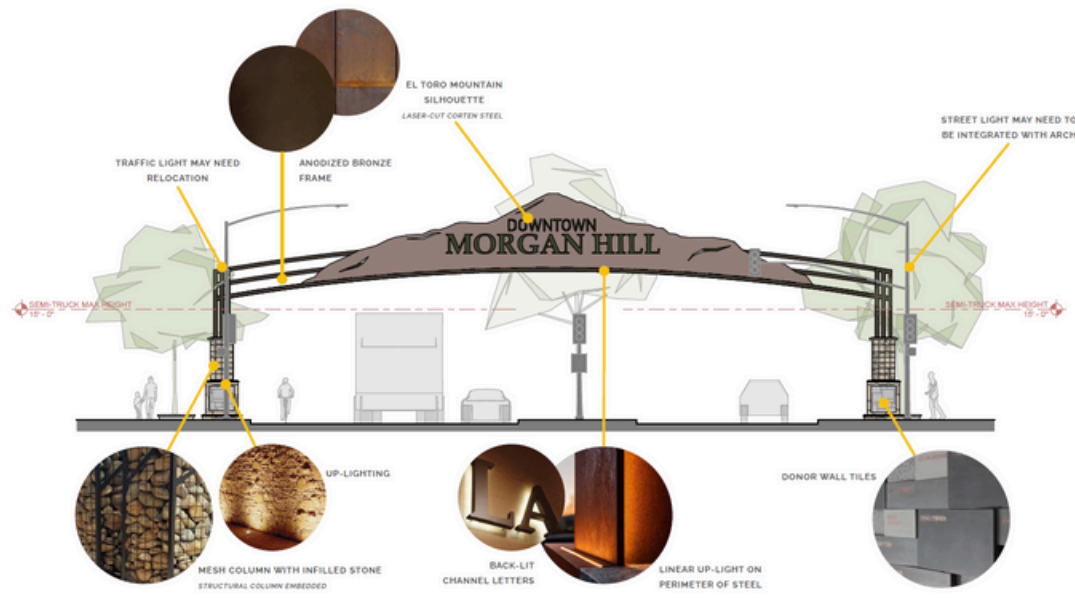 EL TORO MOUNTAIN
SILHOUETTE
LASER-CUT CORTEN STEEL
STREET LIGHT MAY NEED TO
BE INTEGRATED WITH ARCH
TRAFFIC LIGHT MAY NEED
RELOCATION
ANODIZED BRONZE
FRAME
DOWNTOWN
MORGAN HILL
SEMI-TRUCK MAX HEIGHT
15' - 0"
SEMI-TRUCK MAX HEIGHT
15' - 0"
UP-LIGHTING
LA
DONOR WALL TILES
MESH COLUMN WITH INFILLED STONE
STRUCTURAL COLUMN EMBEDDED
BACK-LIT
CHANNEL LETTERS
LINEAR UP-LIGHT ON
PERIMETER OF STEEL